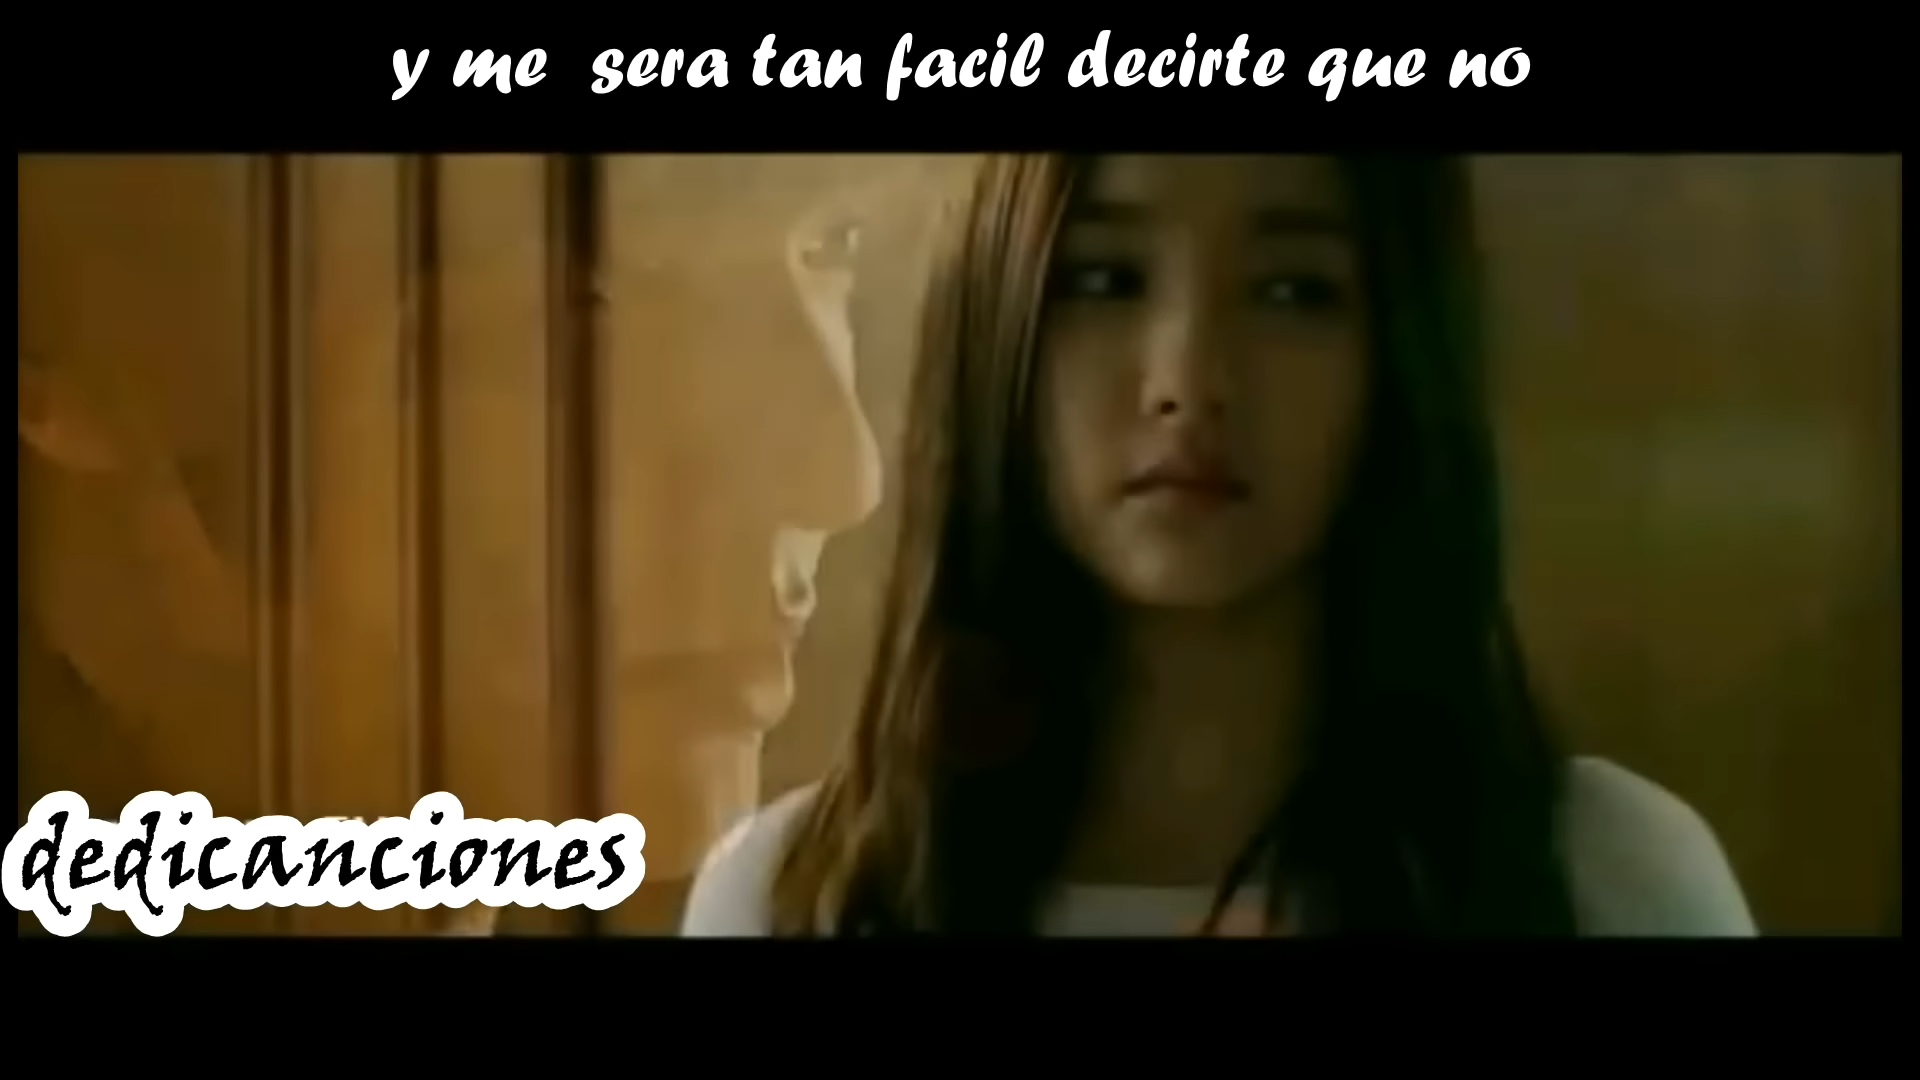 y me sera tan facil decirte que no
dedicanciones